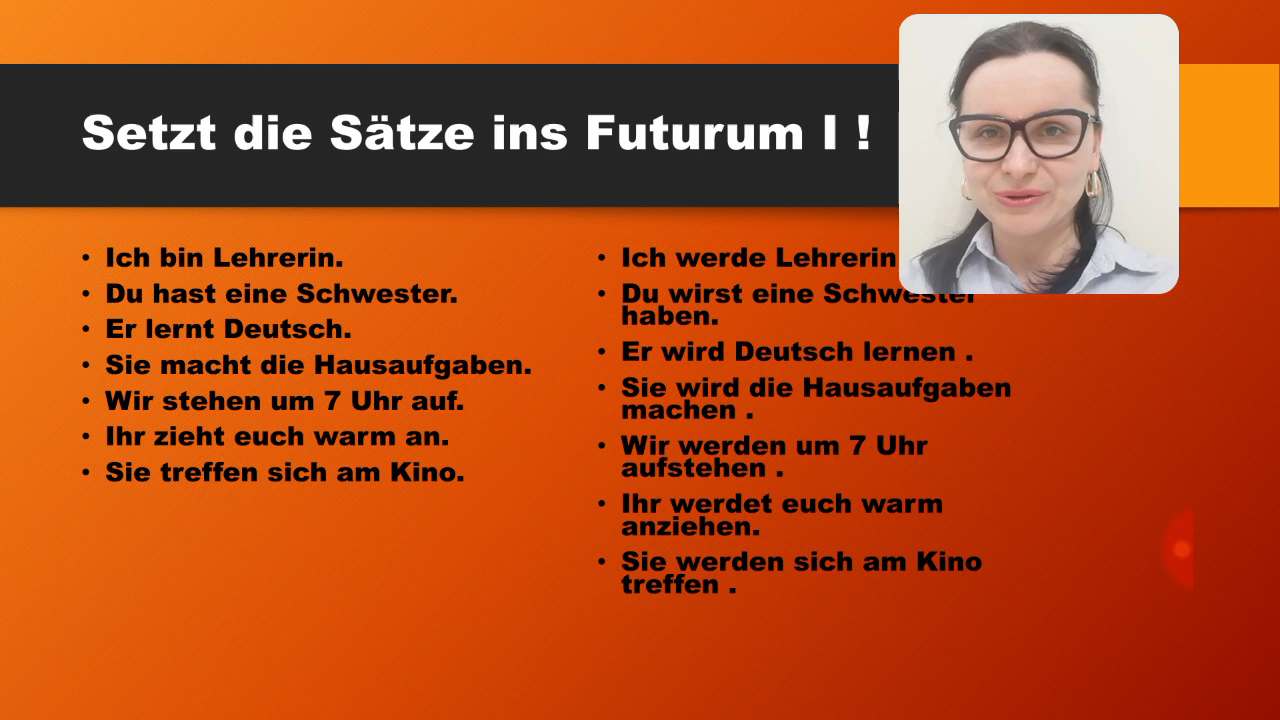 Setzt die Sätze ins Futurum I !
Ich bin Lehrerin.
Du hast eine Schwester.
Er lernt Deutsch.
Sie macht die Hausaufgaben.
Wir stehen um 7 Uhr auf.
Ihr zieht euch warm an.
Sie treffen sich am Kino.
Ich werde Lehrerin
Du wirst eine Schwester
haben.
Er wird Deutsch lernen .
Sie wird die Hausaufgaben
machen .
Wir werden um 7 Uhr
aufstehen .
Ihr werdet euch warm
anziehen.
Sie werden sich am Kino
treffen .